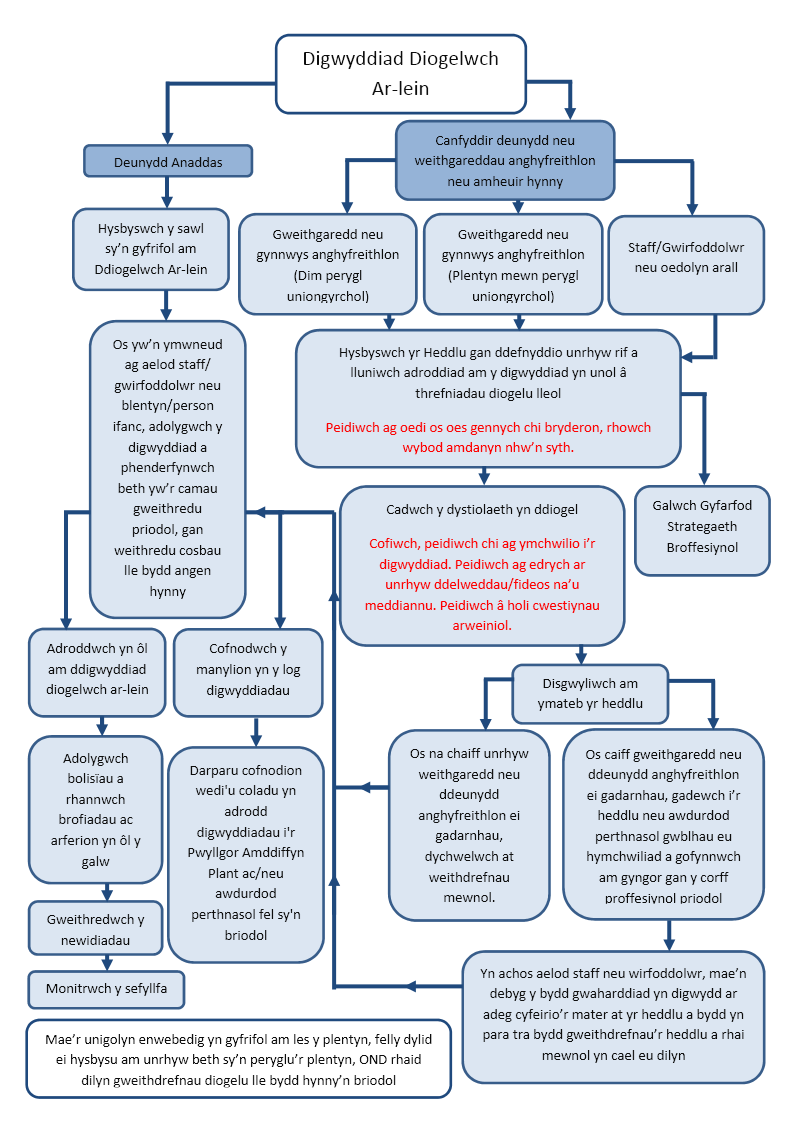 Digwyddiad Diogelwch
Ar-lein
Deunydd Anaddas
Canfyddir deunydd neu
weithgareddau anghyfreithlon
neu amheuir hynny
Hysbyswch y sawl
sy'n gyfrifol am
Ddiogelwch Ar-lein
Gweithgaredd neu
gynnwys anghyfreithlon
(Dim perygl
uniongyrchol)
Gweithgaredd neu
gynnwys anghyfreithlon
(Plentyn mewn perygl
uniongyrchol)
Staff/Gwirfoddolwr
neu oedolyn arall
Os yw'n ymwneud
ag aelod staff/
gwirfoddolwr neu
blentyn/person
ifanc, adolygwch y
digwyddiad a
phenderfynwch
beth yw'r camau
gweithredu
priodol, gan
weithredu cosbau
lle bydd angen
hynny
Hysbyswch yr Heddlu gan ddefnyddio unrhyw rif a
lluniwch adroddiad am y digwyddiad yn unol â
threfniadau diogelu lleol
Peidiwch ag oedi os oes gennych chi bryderon, rhowch
wybod amdanyn nhw'n syth.
Galwch Gyfarfod
Strategaeth
Broffesiynol
Cadwch y dystiolaeth yn ddiogel
Cofiwch, peidiwch chi ag ymchwilio i'r
digwyddiad. Peidiwch ag edrych ar
unrhyw ddelweddau/fideos na'u
meddiannu. Peidiwch â holi cwestiynau
arweiniol.
Adroddwch yn ôl
am ddigwyddiad
diogelwch ar-lein
Cofnodwch y
manylion yn y log
digwyddiadau
Disgwyliwch am
ymateb yr heddlu
Adolygwch
bolisïau a
rhannwch
brofiadau ac
arferion yn ôl y
galw
Darparu cofnodion
wedi'u coladu yn
adrodd
digwyddiadau i'r
Pwyllgor Amddiffyn
Plant ac/neu
awdurdod
perthnasol fel sy'n
briodol
Os na chaiff unrhyw
weithgaredd neu
ddeunydd
anghyfreithlon ei
gadarnhau,
dychwelwch at
weithdrefnau
mewnol.
Os caiff gweithgaredd neu
ddeunydd anghyfreithlon
ei gadarnhau, gadewch i'r
heddlu neu awdurdod
perthnasol gwblhau eu
hymchwiliad a gofynnwch
am gyngor gan y corff
proffesiynol priodol
Gweithredwch y
newidiadau
Monitrwch y sefyllfa
Yn achos aelod staff neu wirfoddolwr, mae'n
debyg y bydd gwaharddiad yn digwydd ar
adeg cyfeirio'r mater at yr heddlu a bydd yn
para tra bydd gweithdrefnau'r heddlu a rhai
mewnol yn cael eu dilyn
Mae'r unigolyn enwebedig yn gyfrifol am les y plentyn, felly dylid
ei hysbysu am unrhyw beth sy'n peryglu'r plentyn, OND rhaid
dilyn gweithdrefnau diogelu lle bydd hynny'n briodol